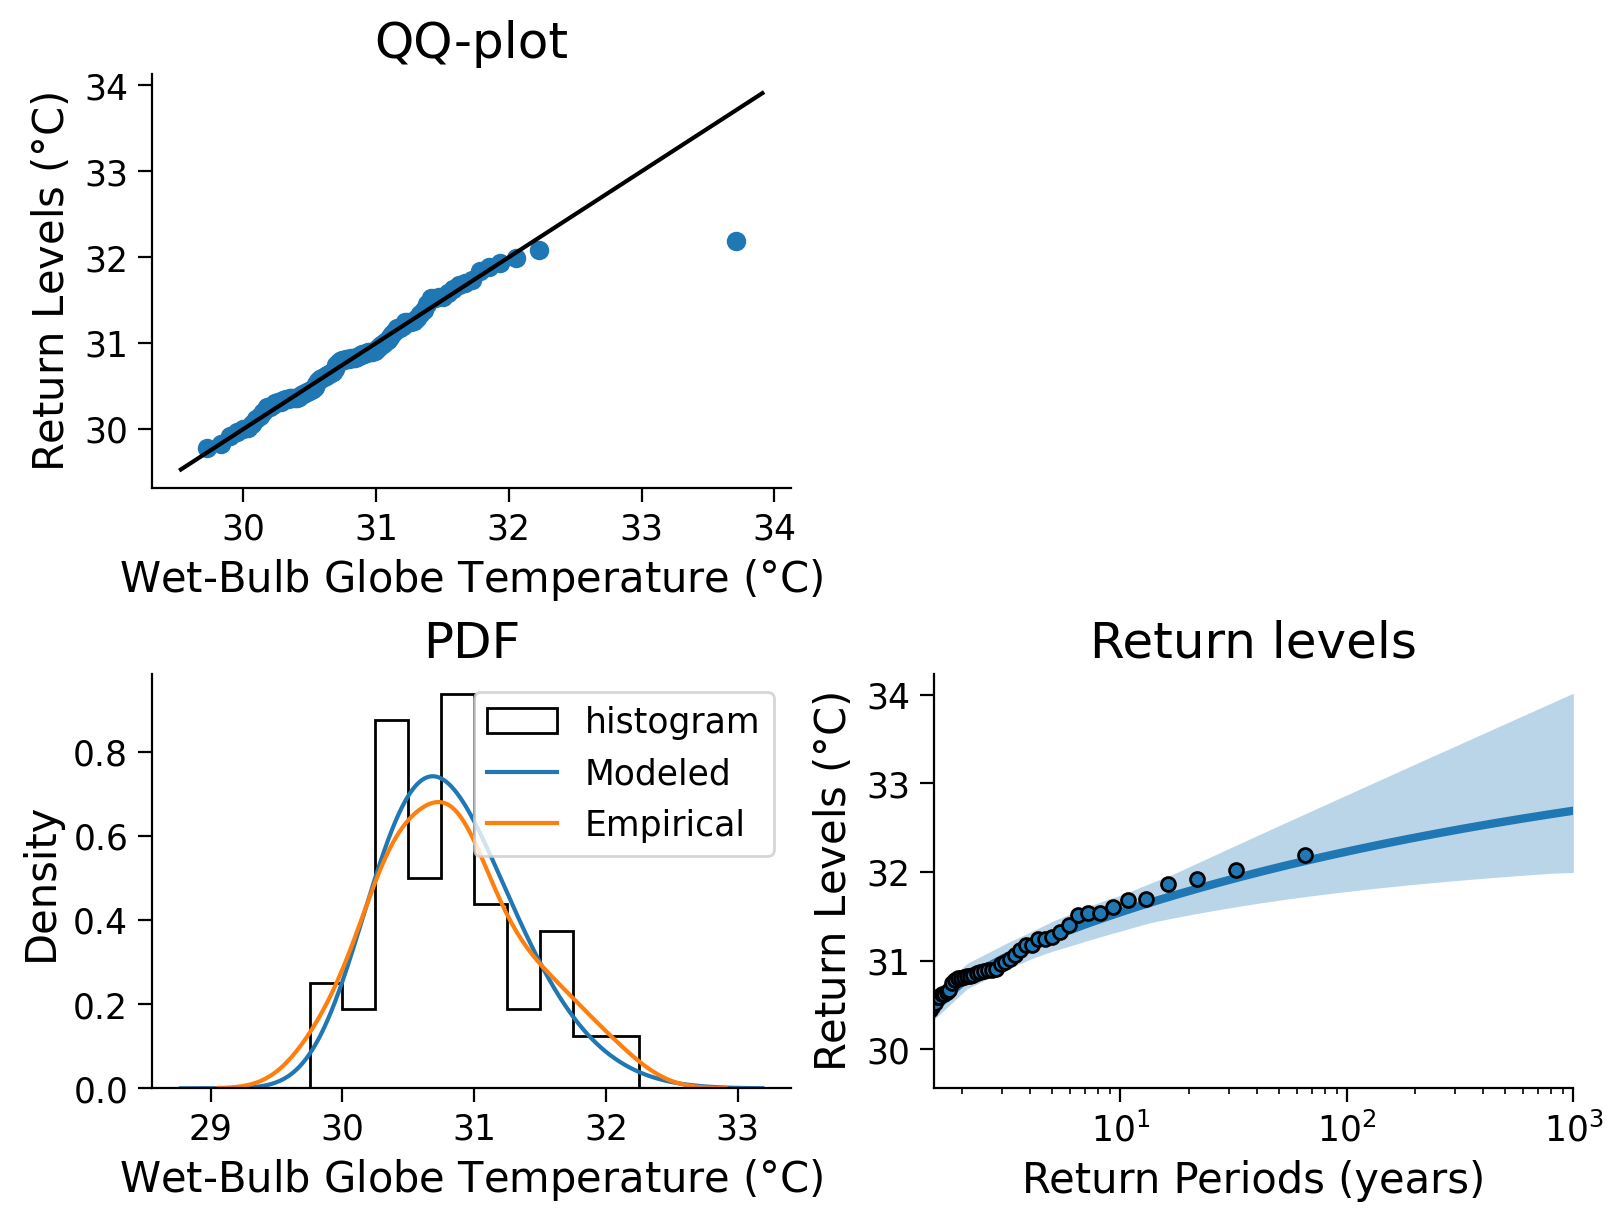 QQ-plot
Return Levels (°C)
34
33
32
31
30
30 31 32 33 34
Wet-Bulb Globe Temperature (°C)
PDF
Density
0.8
0.6
0.4
0.2
0.0
histogram
Modeled
Empirical
29 30 31 32 33
Wet-Bulb Globe Temperature (°C)
Return levels
Return Levels (°C)
34
33
32
31
30
10¹ 10² 10³
Return Periods (years)